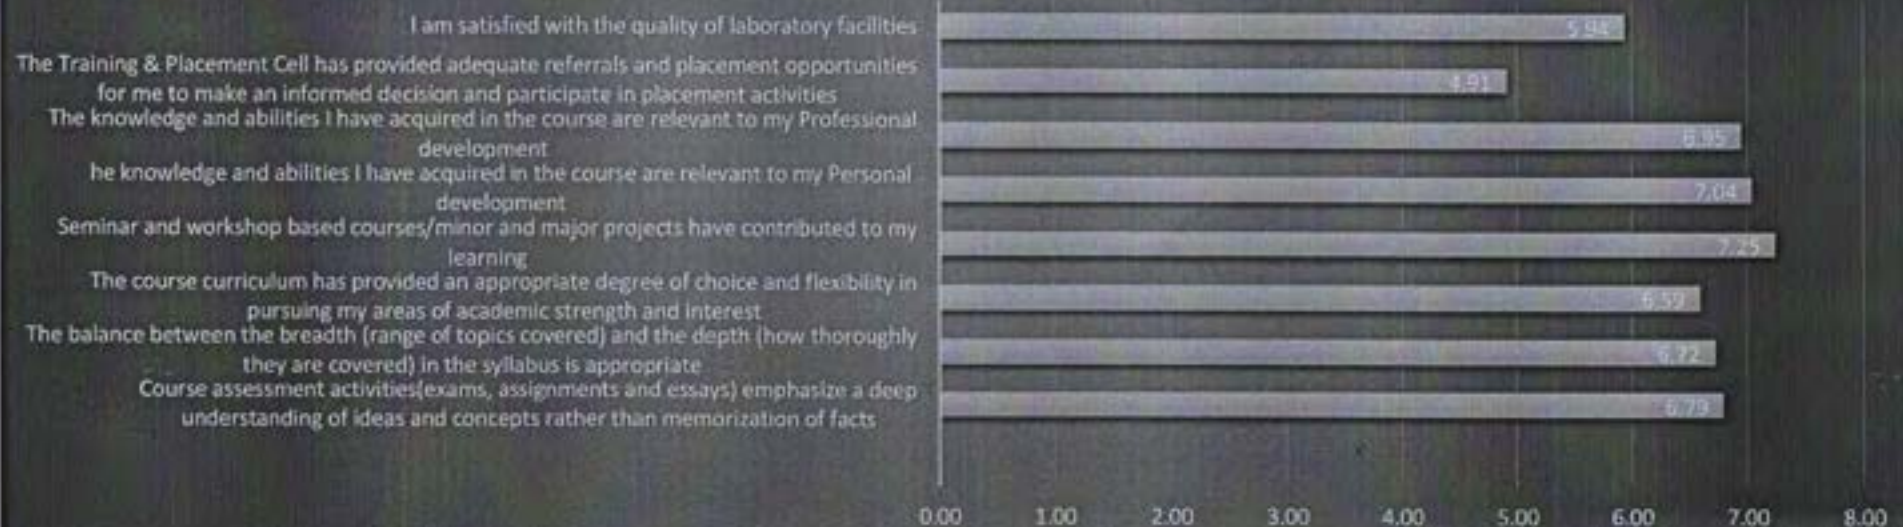 I am satisfied with the quality of laboratory facilities
5.94
The Training & Placement Cell has provided adequate referrals and placement opportunities
for me to make an informed decision and participate in placement activities
4.91
The knowledge and abilities I have acquired in the course are relevant to my Professional
development
6.95
he knowledge and abilities I have acquired in the course are relevant to my Personal
development
7.04
Seminar and workshop based courses/minor and major projects have contributed to my
learning
7.25
The course curriculum has provided an appropriate degree of choice and flexibility in
pursuing my areas of academic strength and interest
6.59
The balance between the breadth (range of topics covered) and the depth (how thoroughly
they are covered) in the syllabus is appropriate
6.72
Course assessment activities(exams, assignments and essays) emphasize a deep
understanding of ideas and concepts rather than memorization of facts
6.79
0.00 1.00 2.00 3.00 4.00 5.00 6.00 7.00 8.00